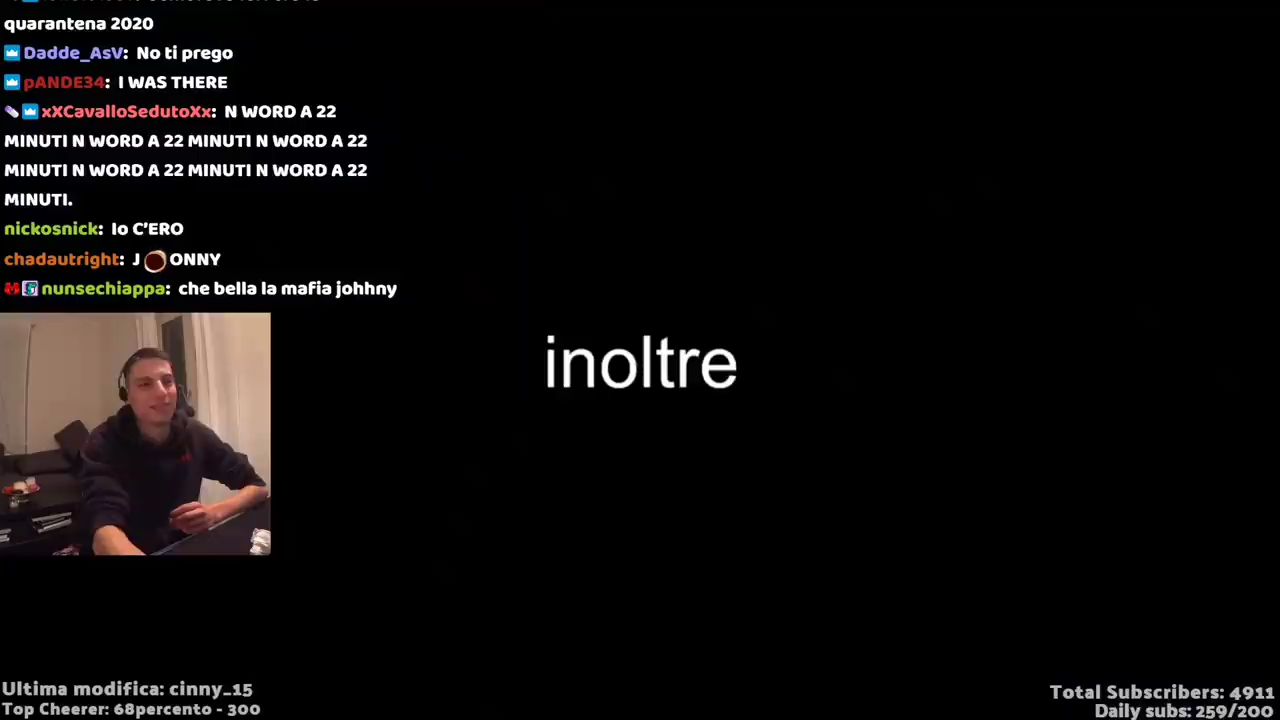 quarantena 2020
Dadde_AsV: No ti prego
pANDE34: I WAS THERE
xXCavalloSedutoXx: N WORD A 22
MINUTI N WORD A 22 MINUTI N WORD A 22
MINUTI N WORD A 22 MINUTI N WORD A 22
MINUTI.
nickosnick: Io C'ERO
chadautright: J ONNY
nunsechiappa: che bella la mafia johhny
inoltre
Ultima modifica: cinny_15
Top Cheerer: 68percento - 300
Total Subscribers: 4911
Daily subs: 259/200